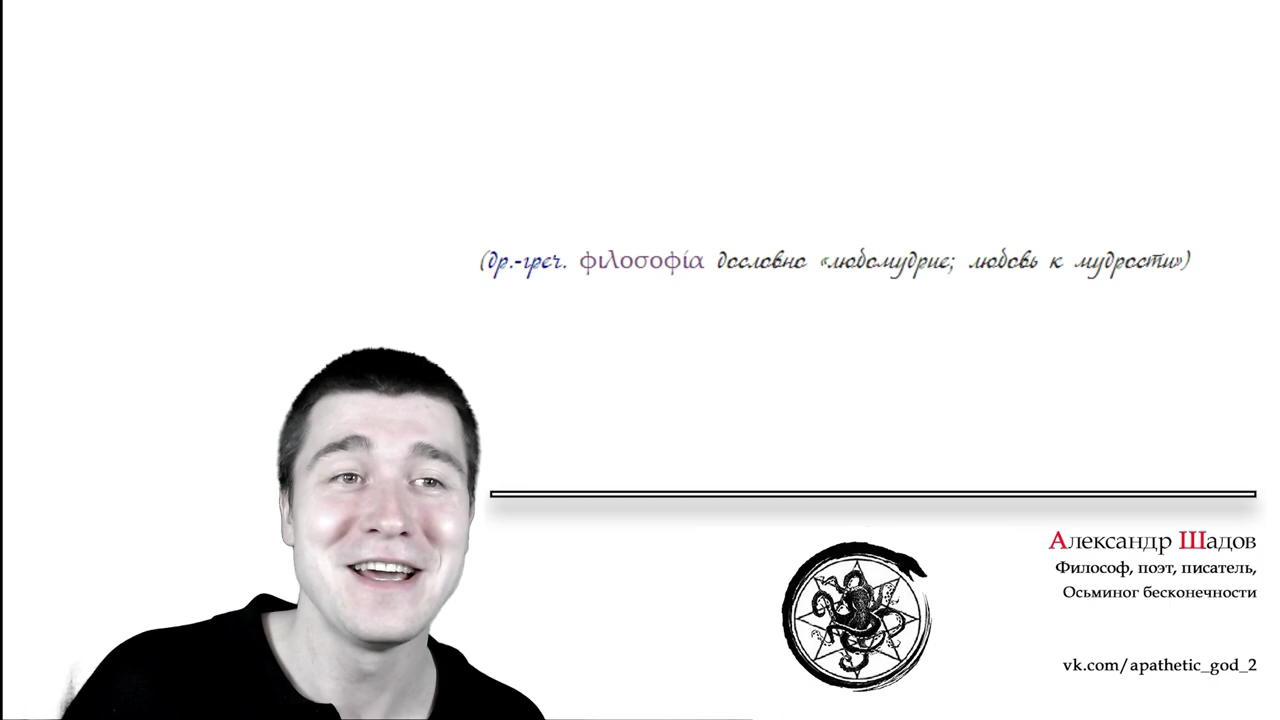 (др.-греч. φιλοσοφία дословно «любомудрие; любовь к мудрости»)
Александр Шадов
Философ, поэт, писатель,
Осьминог бесконечности
vk.com/apathetic_god_2